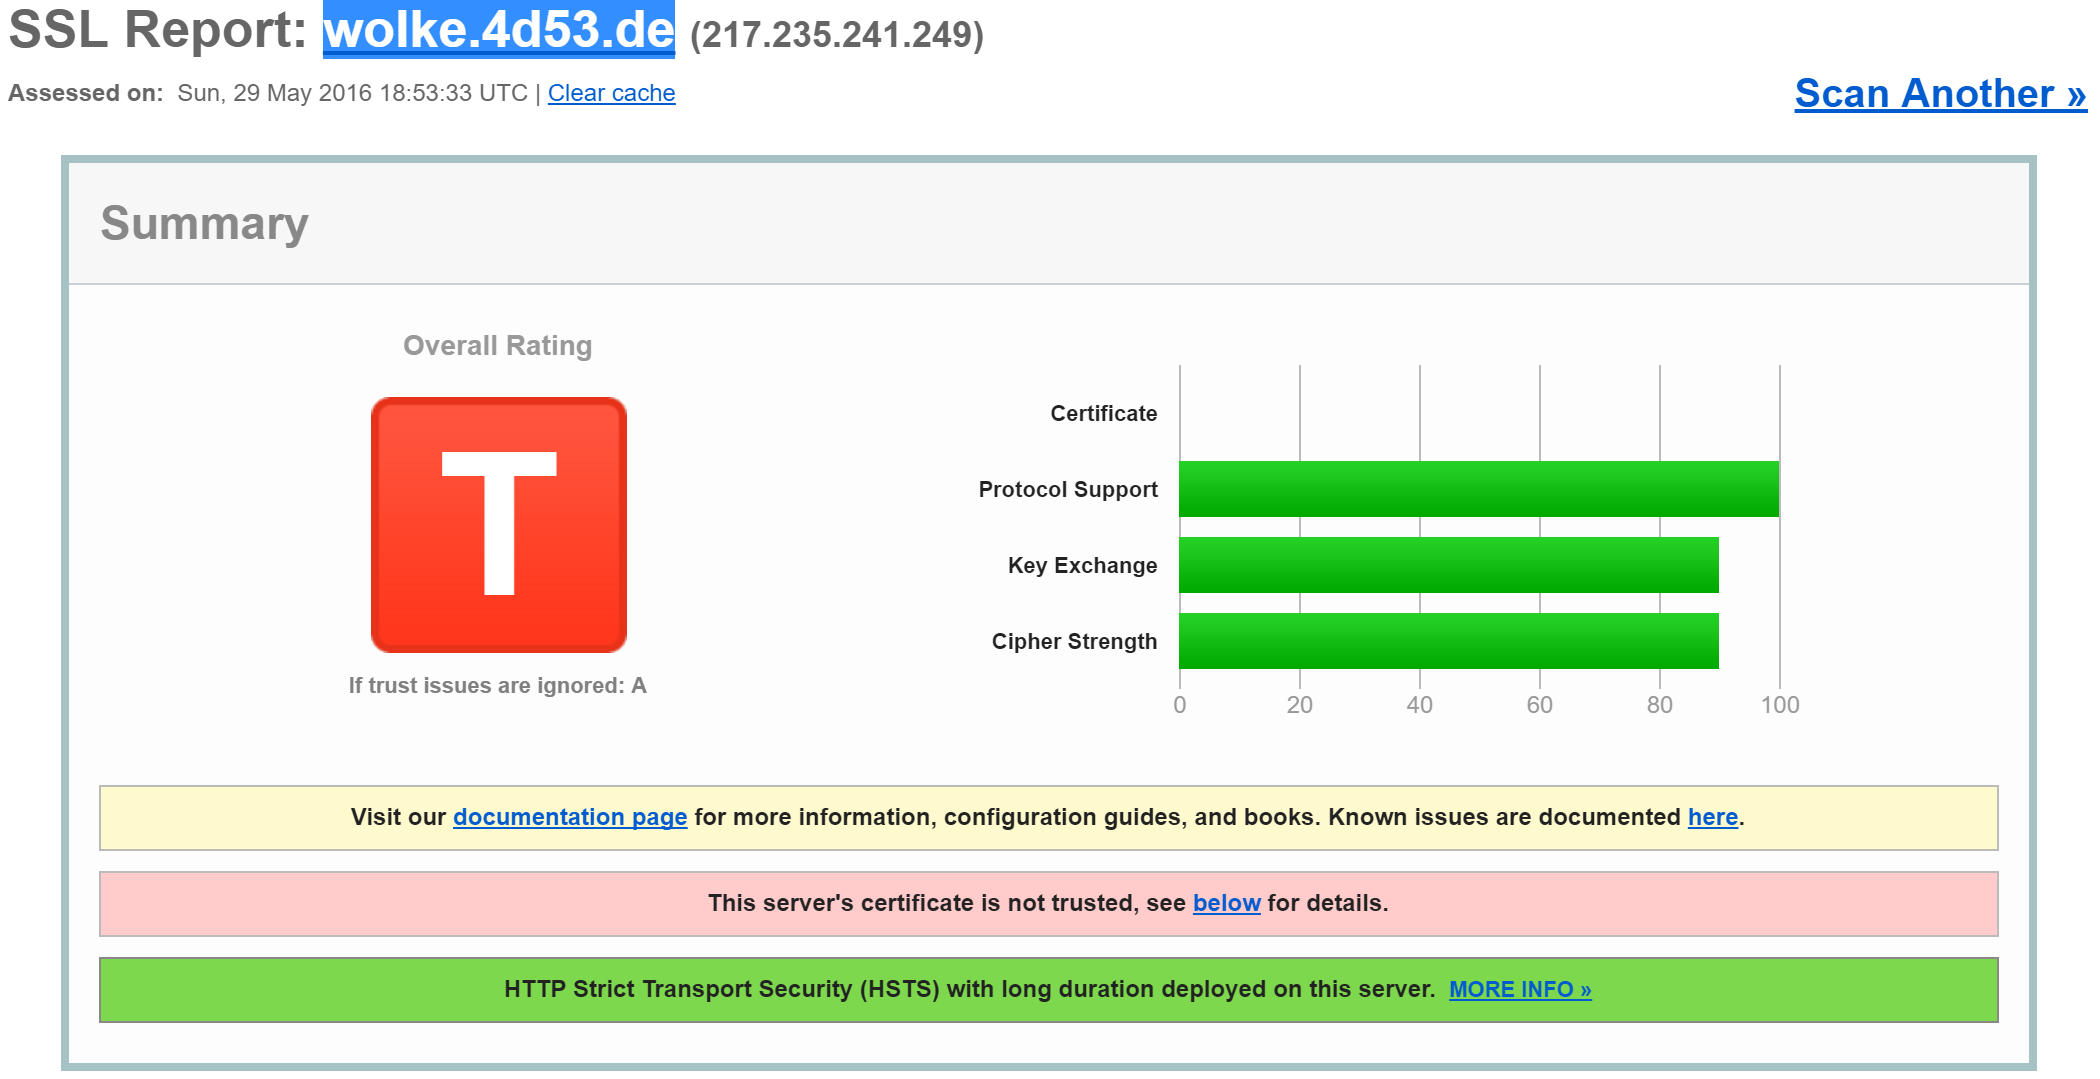 SSL Report: wolke.4d53.de (217.235.241.249)
Assessed on: Sun, 29 May 2016 18:53:33 UTC | Clear cache
Scan Another »
Summary
Overall Rating
T
If trust issues are ignored: A
Certificate
Protocol Support
Key Exchange
Cipher Strength
0 20 40 60 80 100
Visit our documentation page for more information, configuration guides, and books. Known issues are documented here.
This server's certificate is not trusted, see below for details.
HTTP Strict Transport Security (HSTS) with long duration deployed on this server. MORE INFO »